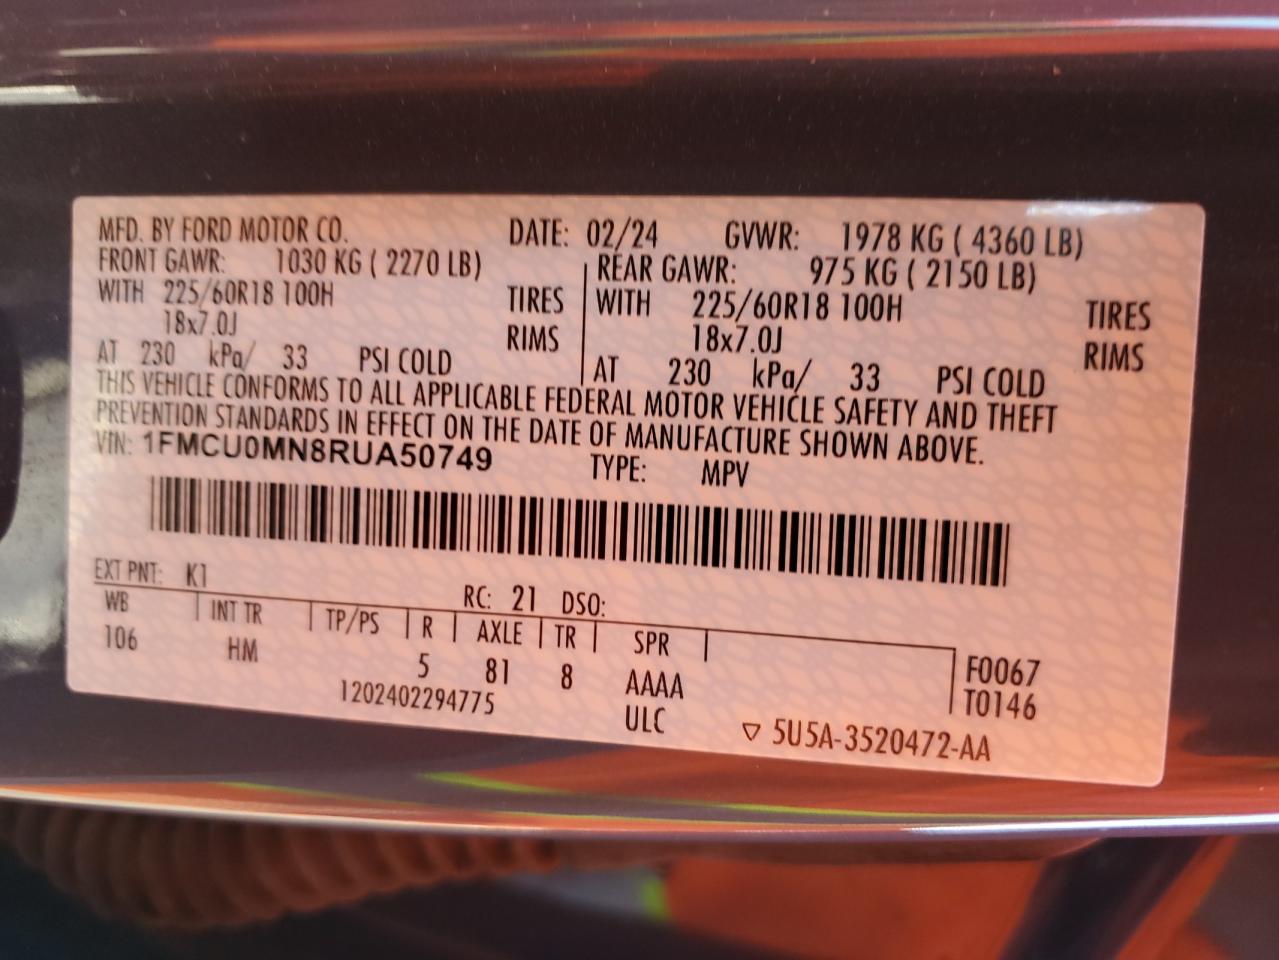 MFD. BY FORD MOTOR CO. DATE: 02/24 GVWR: 1978 KG ( 4360 LB)
FRONT GAWR: 1030 KG ( 2270 LB) REAR GAWR: 975 KG ( 2150 LB)
WITH 225/60R18 100H TIRES WITH 225/60R18 100H TIRES
18x7.0J RIMS 18x7.0J RIMS
AT 230 kPa/ 33 PSI COLD AT 230 kPa/ 33 PSI COLD
THIS VEHICLE CONFORMS TO ALL APPLICABLE FEDERAL MOTOR VEHICLE SAFETY AND THEFT
PREVENTION STANDARDS IN EFFECT ON THE DATE OF MANUFACTURE SHOWN ABOVE.
VIN: 1FMCU0MN8RUA50749 TYPE: MPV
EXT PNT: K1 RC: 21 DSO:
WB INT TR TP/PS R AXLE TR SPR
106 HM 5 81 8 AAAA F0067
1202402294775 ULC T0146
▽ 5U5A-3520472-AA